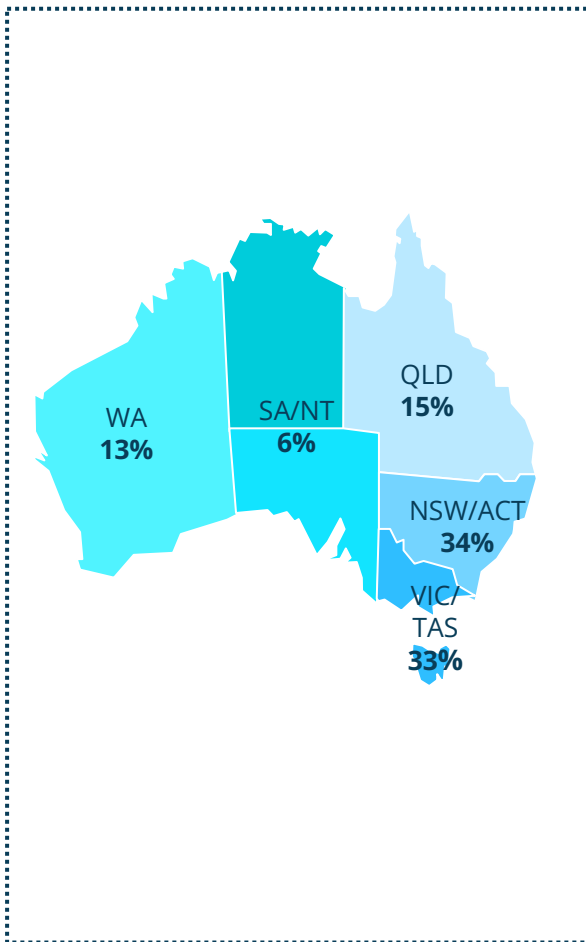 QLD
15%
SA/NT
6%
WA
13%
NSW/ACT
34%
VIC/
TAS
33%